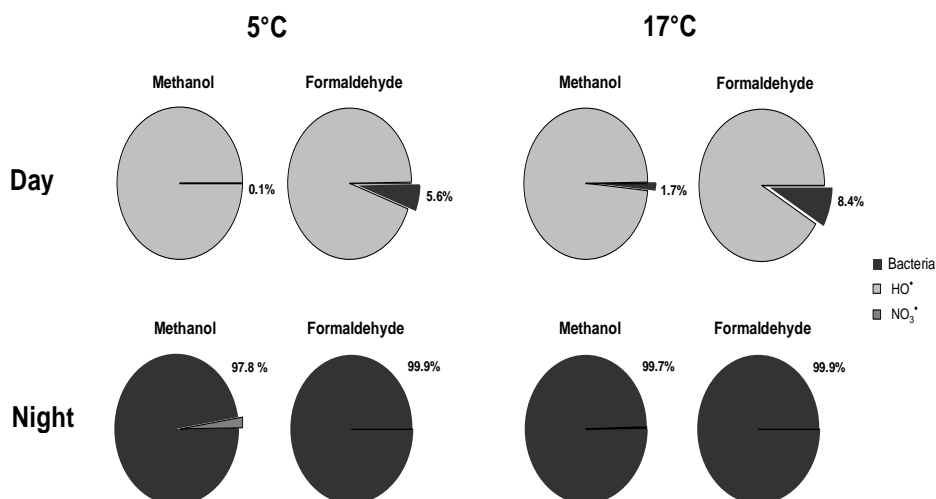 5°C
17°C
Methanol
Formaldehyde
Methanol
Formaldehyde
Day
0.1%
5.6%
1.7%
8.4%
Bacteria
HO•
NO₃•
Methanol
Formaldehyde
Methanol
Formaldehyde
97.8 %
99.9%
99.7%
99.9%
Night